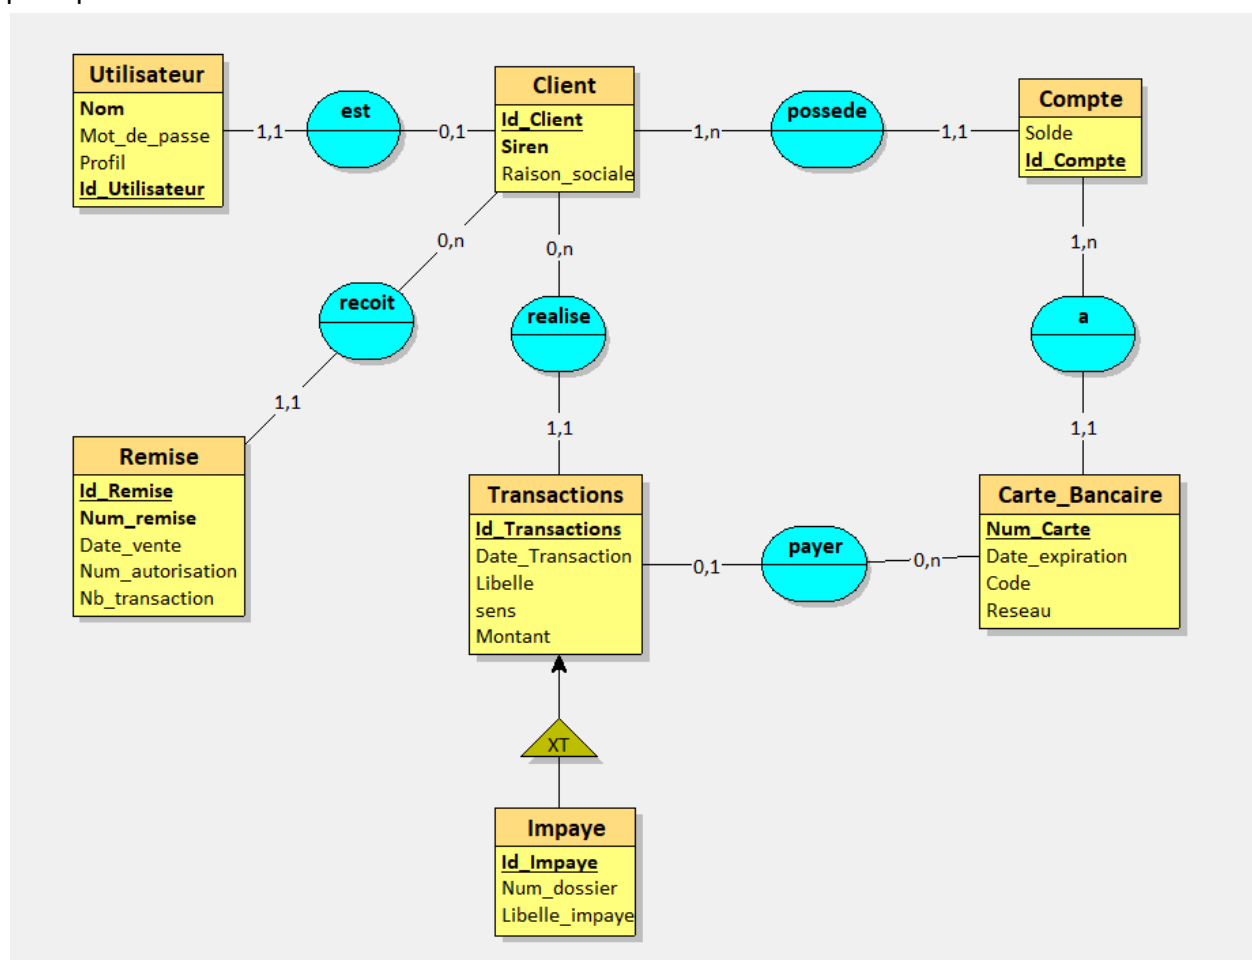 Utilisateur
Nom
Mot_de_passe
Profil
Id_Utilisateur
1,1
est
0,1
Client
Id_Client
Siren
Raison_sociale
1,n
possede
1,1
Compte
Solde
Id_Compte
0,n
recoit
1,1
0,n
realise
1,1
1,n
a
1,1
Remise
Id_Remise
Num_remise
Date_vente
Num_autorisation
Nb_transaction
Transactions
Id_Transactions
Date_Transaction
Libelle
sens
Montant
0,1
payer
0,n
Carte_Bancaire
Num_Carte
Date_expiration
Code
Reseau
XT
Impaye
Id_Impaye
Num_dossier
Libelle_impaye